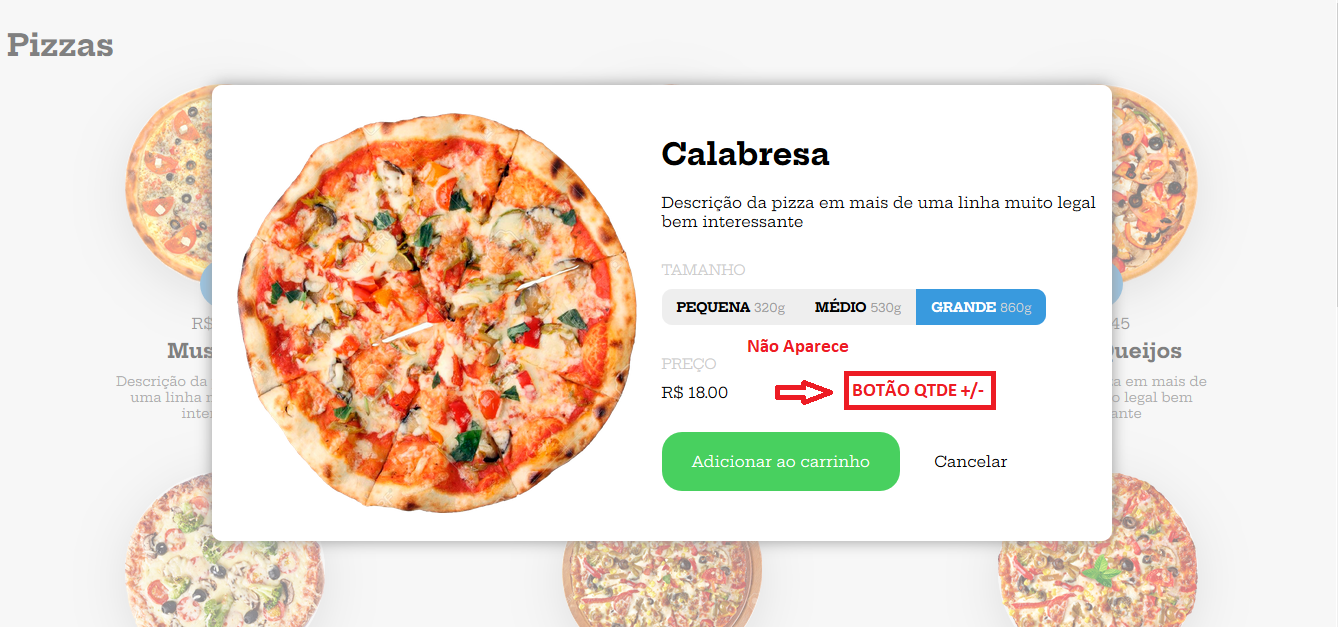 Pizzas
Calabresa
Descrição da pizza em mais de uma linha muito legal
bem interessante
TAMANHO
PEQUENA 320g MÉDIO 530g GRANDE 860g
Não Aparece
PREÇO
R$ 18.00
BOTÃO QTDE +/-
Adicionar ao carrinho
Cancelar
R$
Mus
Descrição da
uma linha
45
ueijos
a em mais de
legal bem
ante